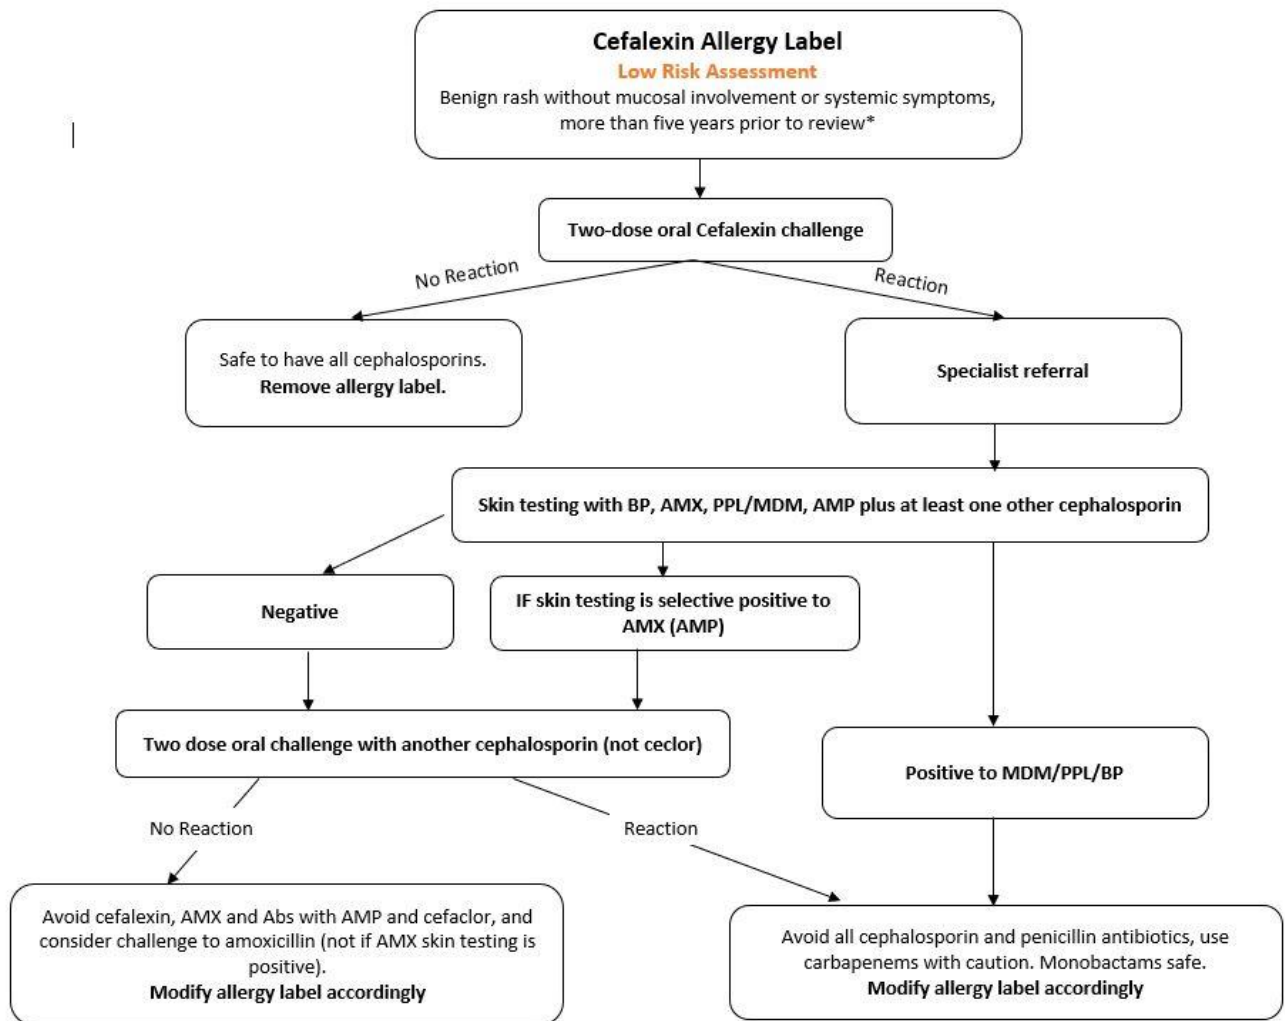 Cefalexin Allergy Label
Low Risk Assessment
Benign rash without mucosal involvement or systemic symptoms,
more than five years prior to review*
Two-dose oral Cefalexin challenge
No Reaction
Reaction
Safe to have all cephalosporins.
Remove allergy label.
Specialist referral
Skin testing with BP, AMX, PPL/MDM, AMP plus at least one other cephalosporin
Negative
IF skin testing is selective positive to
AMX (AMP)
Two dose oral challenge with another cephalosporin (not ceclor)
Positive to MDM/PPL/BP
No Reaction
Reaction
Avoid cefalexin, AMX and Abs with AMP and cefaclor, and
consider challenge to amoxicillin (not if AMX skin testing is
positive).
Modify allergy label accordingly
Avoid all cephalosporin and penicillin antibiotics, use
carbapenems with caution. Monobactams safe.
Modify allergy label accordingly